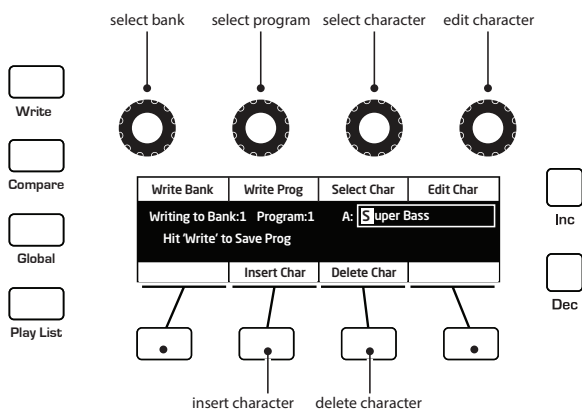 select bank select program select character edit character
Write
Compare
Global
Play List
Write Bank Write Prog Select Char Edit Char
Writing to Bank:1 Program:1 A: Super Bass
Hit 'Write' to Save Prog
Insert Char Delete Char
Inc
Dec
insert character delete character